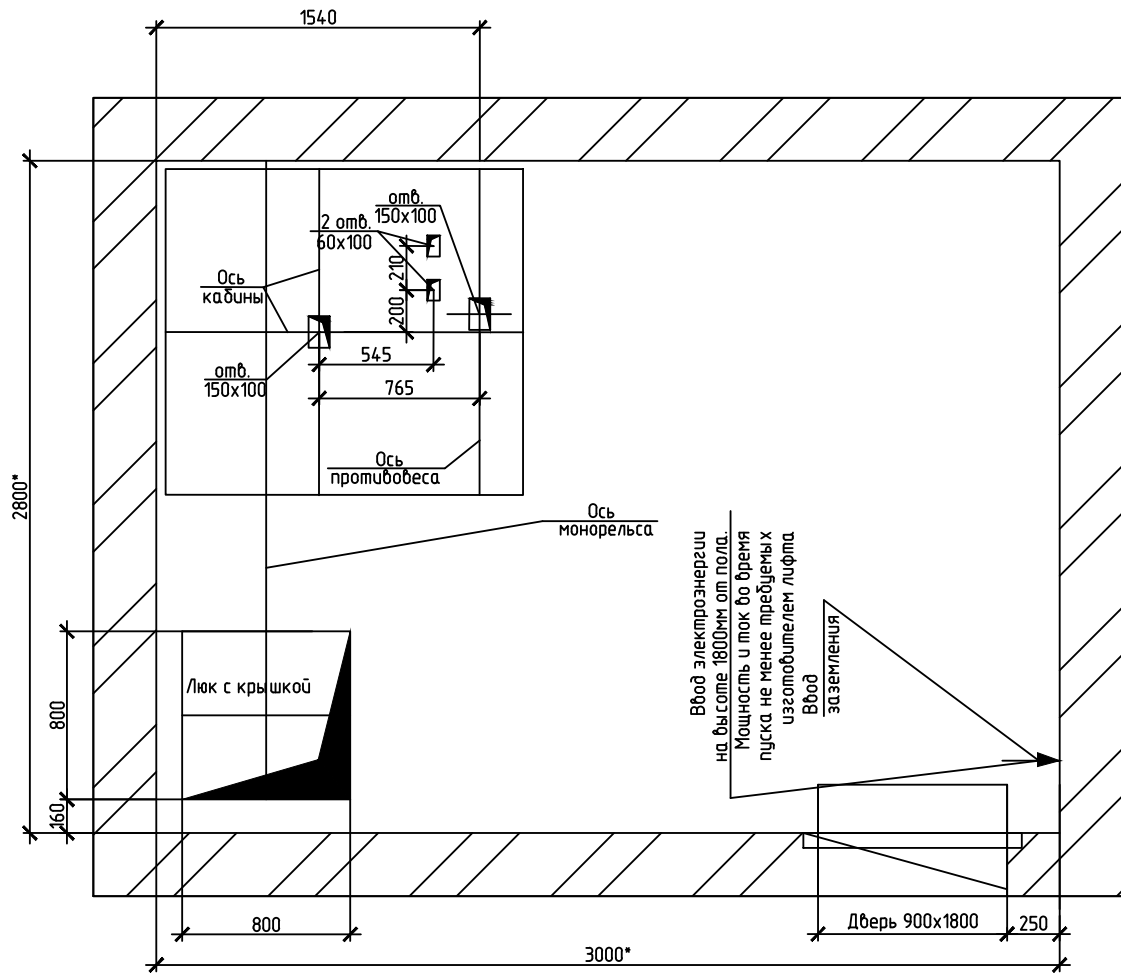 1540
отв.
150x100
2 отв.
60x100
210
Ось
кабины
200
545
отв.
150x100
765
Ось
противовеса
2800*
Ось
монорельса
Ввод электроэнергии
на высоте 1800мм от пола.
Мощность и ток во время
пуска не менее требуемых
изготовителем лифта
Ввод
заземления
Люк с крышкой
800
160
800
Дверь 900x1800
250
3000*